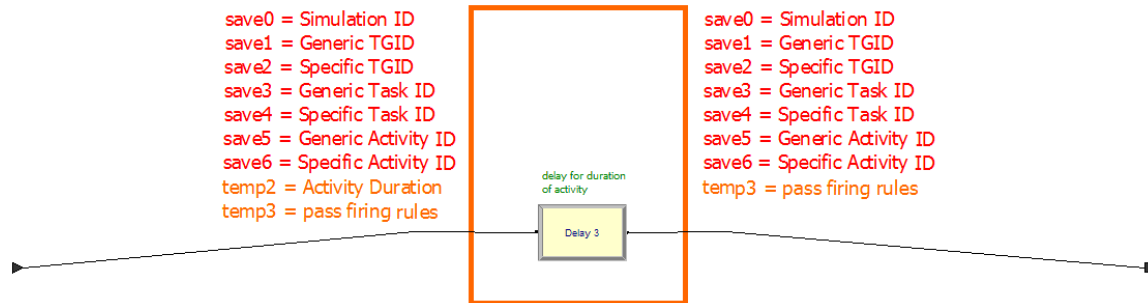 save0 = Simulation ID
save1 = Generic TGID
save2 = Specific TGID
save3 = Generic Task ID
save4 = Specific Task ID
save5 = Generic Activity ID
save6 = Specific Activity ID
temp2 = Activity Duration
temp3 = pass firing rules
delay for duration
of activity
Delay 3
save0 = Simulation ID
save1 = Generic TGID
save2 = Specific TGID
save3 = Generic Task ID
save4 = Specific Task ID
save5 = Generic Activity ID
save6 = Specific Activity ID
temp3 = pass firing rules